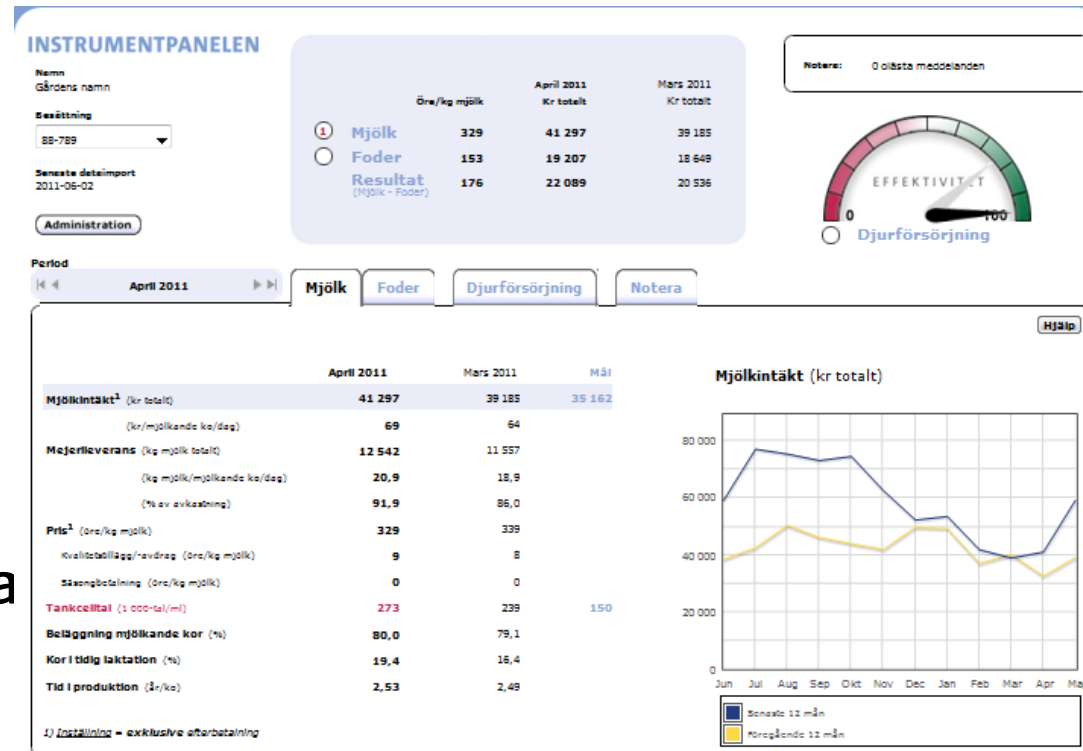 INSTRUMENTPANELEN
Namn
Gårdens namn
Besättning
BB-789
Senaste dataimport
2011-06-02
Administration
April 2011 Mars 2011
Öre/kg mjölk Kr totalt Kr totalt
1 Mjölk 329 41 297 39 185
Foder 153 19 207 18 649
Resultat 176 22 089 20 536
(Mjölk - Foder)
Notera: 0 olästa meddelanden
EFFEKTIVITET
0 100
Djurförsörjning
Period
April 2011
Mjölk Foder Djurförsörjning Notera
Hjälp
April 2011 Mars 2011 Mål
Mjölkintäkt1 (kr totalt) 41 297 39 185 35 162
(kr/mjölkande ko/dag) 69 64
Mejerileverans (kg mjölk totalt) 12 542 11 557
(kg mjölk/mjölkande ko/dag) 20,9 18,9
(% av avkastning) 91,9 86,0
Pris1 (öre/kg mjölk) 329 339
Kvalitetstillägg/-avdrag (öre/kg mjölk) 9 8
Säsongbetalning (öre/kg mjölk) 0 0
Tankcelltal (1 000-tal/ml) 273 239 150
Beläggning mjölkande kor (%) 80,0 79,1
Kor i tidig laktation (%) 19,4 16,4
Tid i produktion (år/ko) 2,53 2,49
1) Inställning = exklusive efterbetalning
a
Mjölkintäkt (kr totalt)
80 000
60 000
40 000
20 000
0
Jun Jul Aug Sep Okt Nov Dec Jan Feb Mar Apr Ma
Senaste 12 mån
Föregående 12 mån